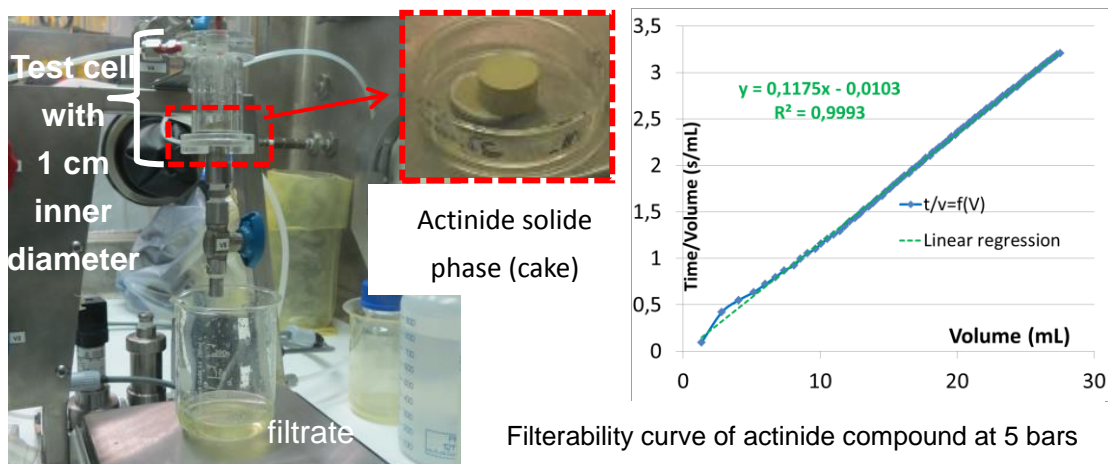 Test cell
with
1 cm
inner
diameter
filtrate
Actinide solide
phase (cake)
3,5
3
2,5
2
1,5
1
0,5
0
Time/Volume (s/mL)
y = 0,1175x - 0,0103
R² = 0,9993
t/v=f(V)
Linear regression
Volume (mL)
0
10
20
30
Filterability curve of actinide compound at 5 bars